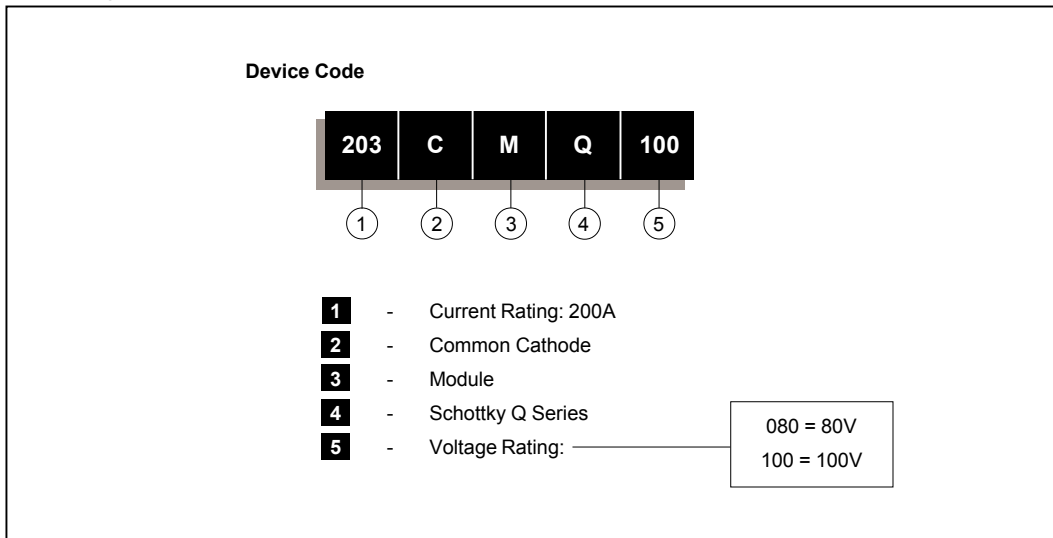 Device Code
203 C M Q 100
1 2 3 4 5
1 - Current Rating: 200A
2 - Common Cathode
3 - Module
4 - Schottky Q Series
5 - Voltage Rating:
080 = 80V
100 = 100V